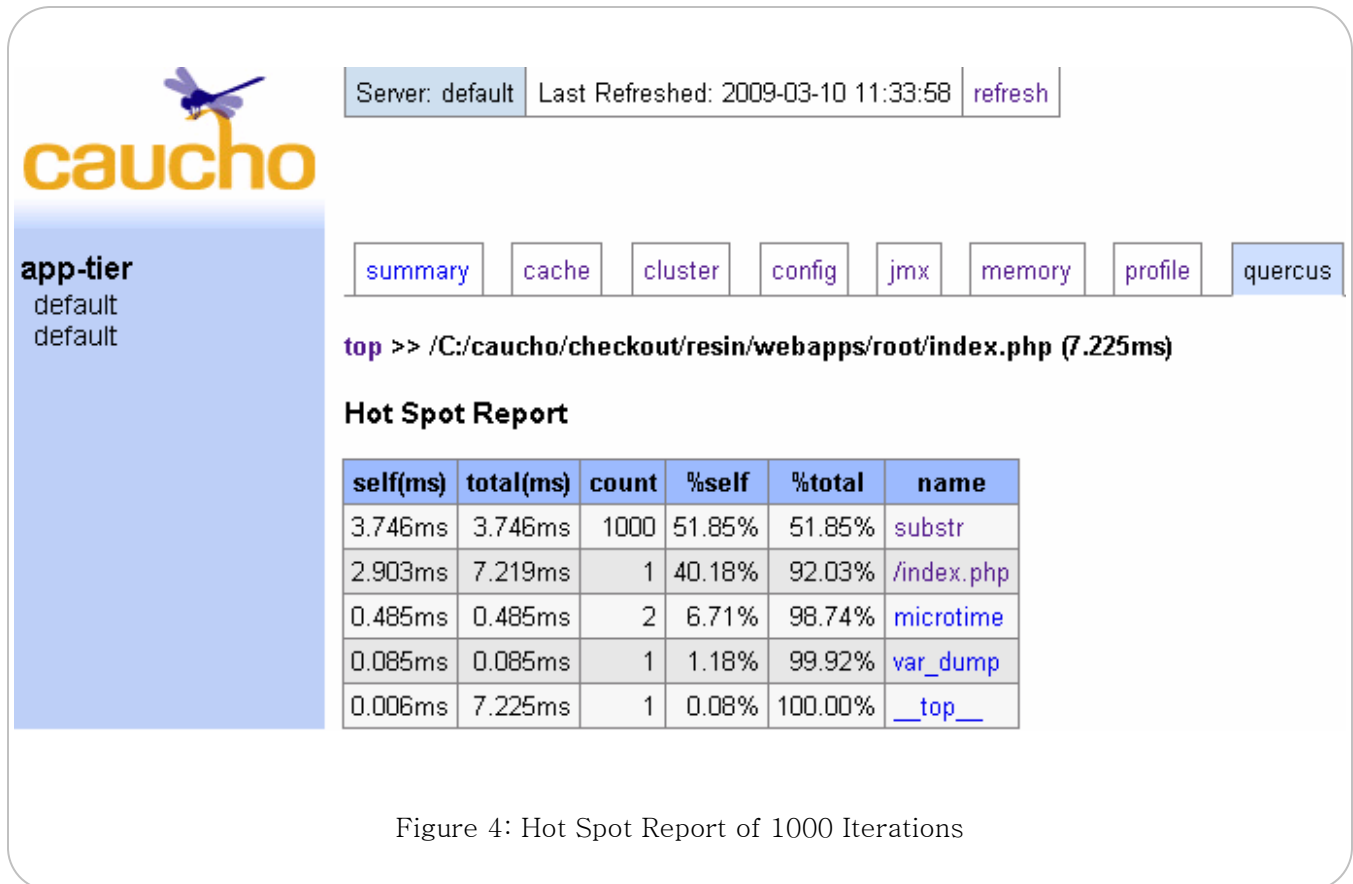 caucho
Server: default Last Refreshed: 2009-03-10 11:33:58 refresh
app-tier
default
default
summary cache cluster config jmx memory profile quercus
top >> /C:/caucho/checkout/resin/webapps/root/index.php (7.225ms)
Hot Spot Report
self(ms) total(ms) count %self %total name
3.746ms 3.746ms 1000 51.85% 51.85% substr
2.903ms 7.219ms 1 40.18% 92.03% /index.php
0.485ms 0.485ms 2 6.71% 98.74% microtime
0.085ms 0.085ms 1 1.18% 99.92% var_dump
0.006ms 7.225ms 1 0.08% 100.00% __top__
Figure 4: Hot Spot Report of 1000 Iterations